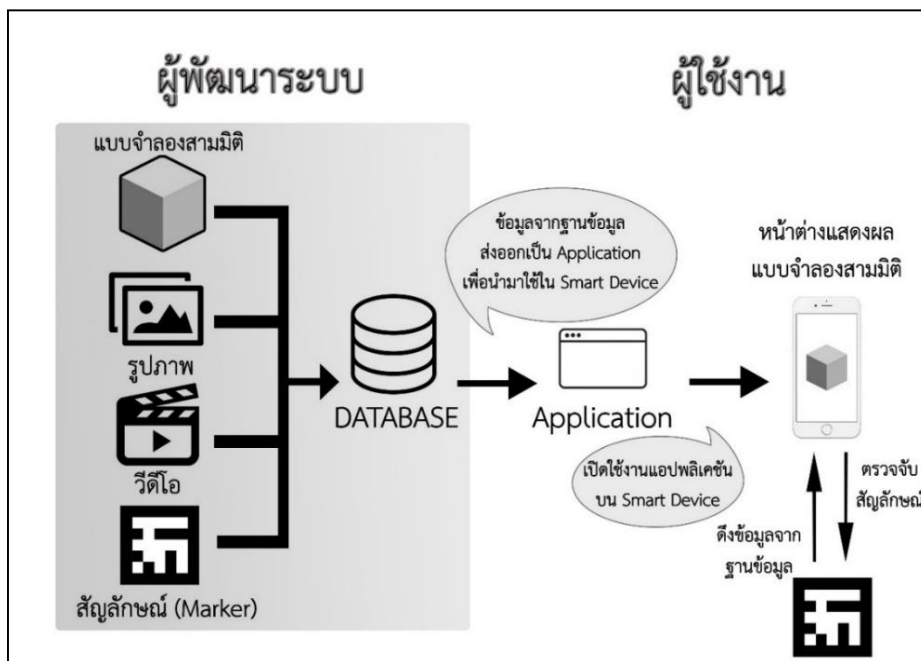 ผู้พัฒนาระบบ
ผู้ใช้งาน
แบบจำลองสามมิติ
รูปภาพ
วีดีโอ
สัญลักษณ์ (Marker)
DATABASE
ข้อมูลจากฐานข้อมูล
ส่งออกเป็น Application
เพื่อนำมาใช้ใน Smart Device
Application
เปิดใช้งานแอปพลิเคชัน
บน Smart Device
หน้าต่างแสดงผล
แบบจำลองสามมิติ
ตรวจจับ
สัญลักษณ์
ดึงข้อมูลจาก
ฐานข้อมูล